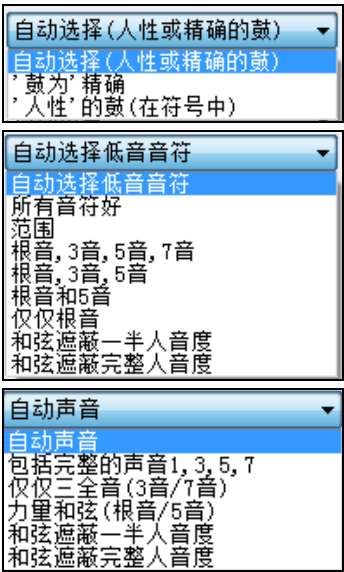 自动选择(人性或精确的鼓)
自动选择(人性或精确的鼓)
'鼓为'精确
'人性'的鼓(在符号中)
自动选择低音音符
自动选择低音音符
所有音符好
范围
根音,3音,5音,7音
根音,3音,5音
根音和5音
仅仅根音
和弦遮蔽一半人音度
和弦遮蔽完整人音度
自动声音
自动声音
包括完整的声音1,3,5,7
仅仅三全音(3音/7音)
力量和弦(根音/5音)
和弦遮蔽一半人音度
和弦遮蔽完整人音度